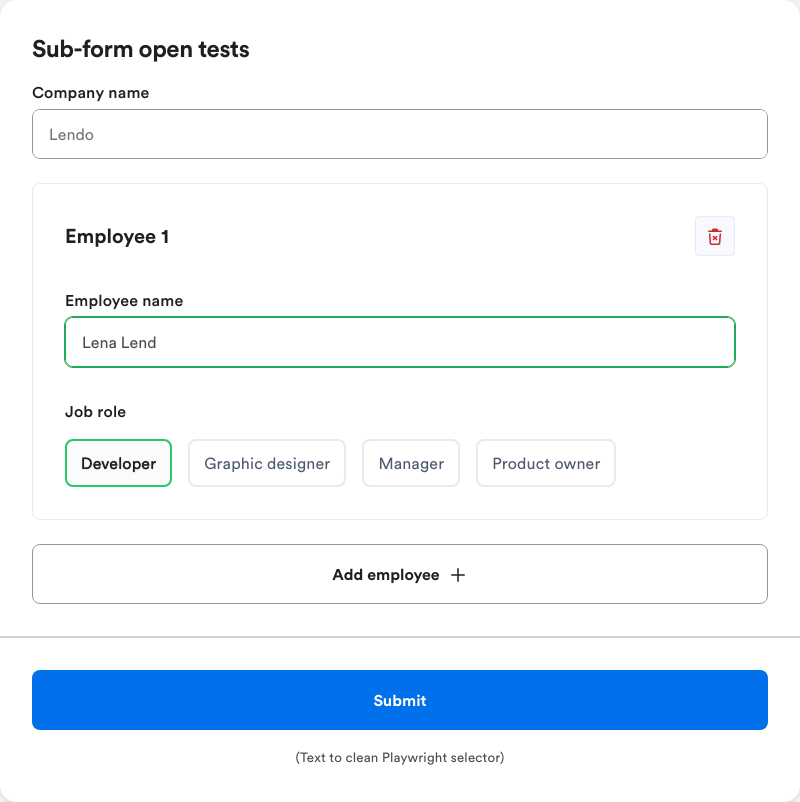 Sub-form open tests
Company name
Lendo
Employee 1
Employee name
Lena Lend
Job role
Developer Graphic designer Manager Product owner
Add employee
Submit
(Text to clean Playwright selector)